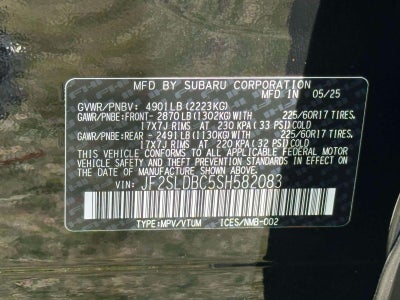 MFD BY SUBARU CORPORATION
GVWR/PNBV: 4901LB (2223KG) MFD IN 05/25
GAWR/PNBE:FRONT- 2870LB(1302KG)WITH 225/60R17 TIRES,
17X7J RIMS AT 230 KPA (33 PSI)COLD
GAWR/PNBE:REAR - 2491LB(1130KG)WITH 225/60R17 TIRES,
17X7J RIMS AT 220 KPA (32 PSI)COLD
THIS VEHICLE CONFORMS TO ALL APPLICABLE FEDERAL MOTOR
VEHICLE SAFETY, BUMPER, AND THEFT PREVENTION STANDARDS
IN EFFECT ON THE DATE OF MANUFACTURE SHOWN ABOVE.
VIN: JF2SLDBC5SH582083
TYPE:MPV/VTUM ICES/NMB-002